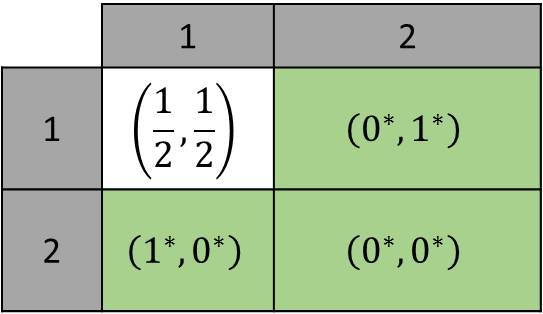 1 2
1 (1/2, 1/2) (0*, 1*)
2 (1*, 0*) (0*, 0*)